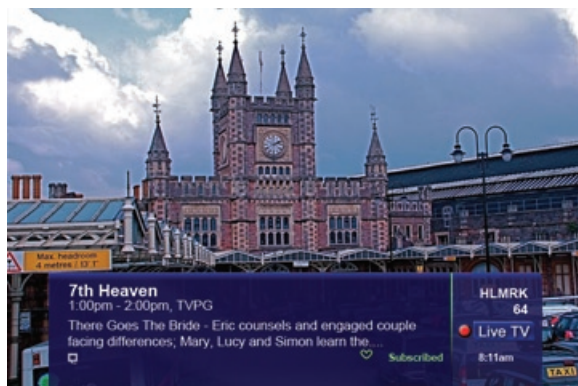 Max. headroom
4 metres / 13' 1"
7th Heaven
1:00pm - 2:00pm, TVPG
There Goes The Bride - Eric counsels and engaged couple
facing differences; Mary, Lucy and Simon learn the....
Subscribed
HLMRK
64
Live TV
8:11am
TAXI